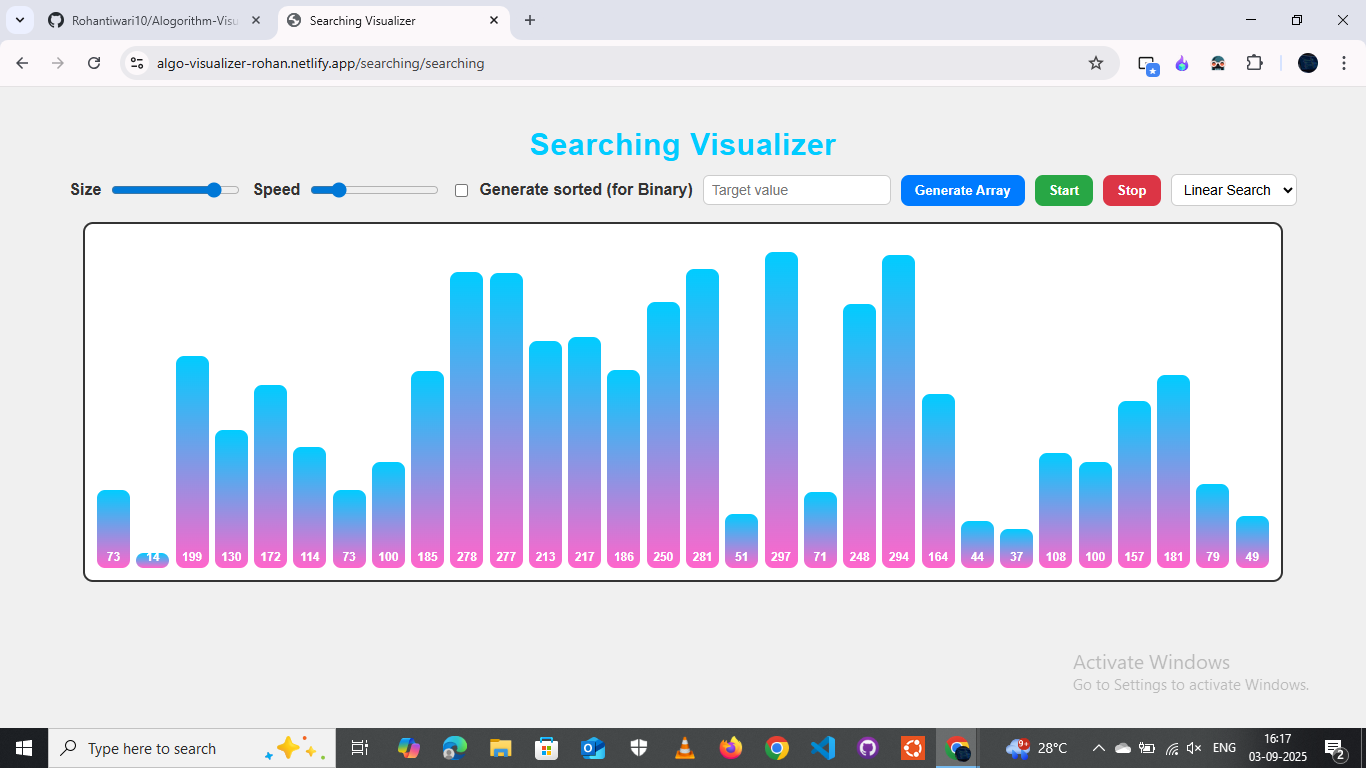 Rohantiwari10/Alogorithm-Visu
Searching Visualizer
algo-visualizer-rohan.netlify.app/searching/searching
Searching Visualizer
Size Speed Generate sorted (for Binary) Target value Generate Array Start Stop Linear Search
73 14 199 130 172 114 73 100 185 278 277 213 217 186 250 281 51 297 71 248 294 164 44 37 108 100 157 181 79 49
Activate Windows
Go to Settings to activate Windows.
Type here to search
9+
28°C
ENG
16:17
03-09-2025
2